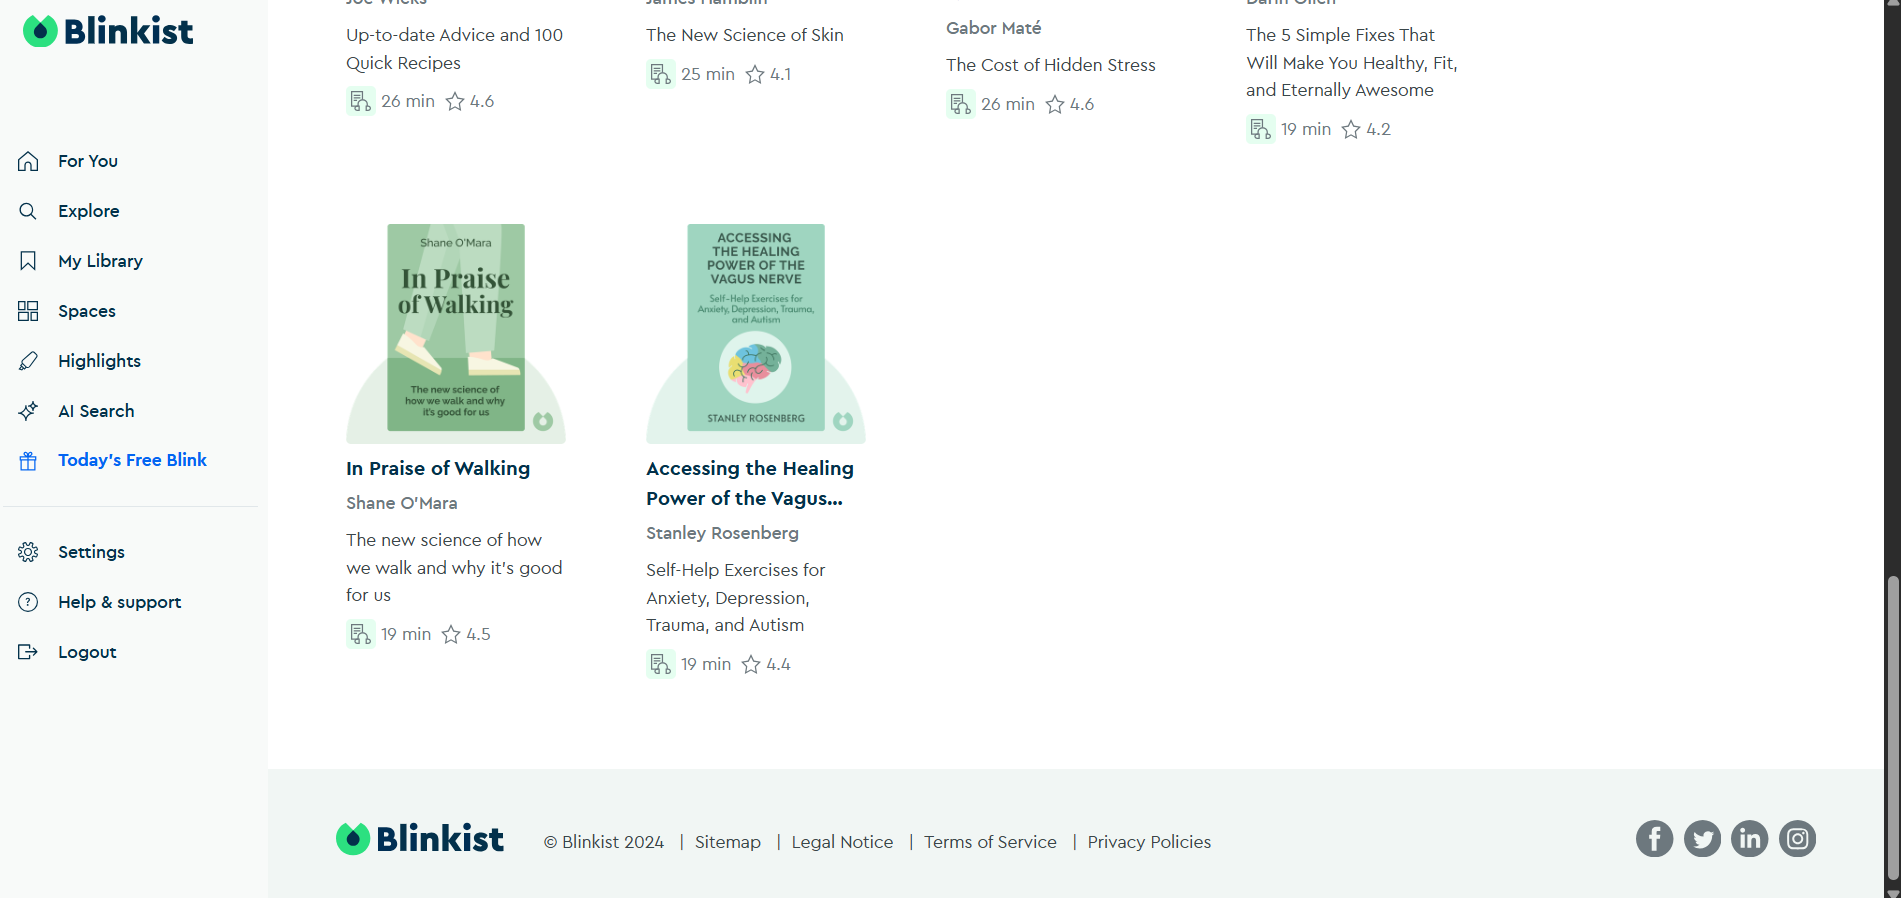 Blinkist
For You
Explore
My Library
Spaces
Highlights
AI Search
Today's Free Blink
Settings
Help & support
Logout
Joe Wicks
Up-to-date Advice and 100
Quick Recipes
26 min 4.6
James Hamblin
The New Science of Skin
25 min 4.1
Gabor Maté
The Cost of Hidden Stress
26 min 4.6
Darin Olien
The 5 Simple Fixes That
Will Make You Healthy, Fit,
and Eternally Awesome
19 min 4.2
Shane O'Mara
In Praise
of Walking
The new science of
how we walk and why
it's good for us
In Praise of Walking
Shane O'Mara
The new science of how
we walk and why it's good
for us
19 min 4.5
ACCESSING
THE HEALING
POWER OF THE
VAGUS NERVE
Self-Help Exercises for
Anxiety, Depression, Trauma,
and Autism
STANLEY ROSENBERG
Accessing the Healing
Power of the Vagus...
Stanley Rosenberg
Self-Help Exercises for
Anxiety, Depression,
Trauma, and Autism
19 min 4.4
Blinkist © Blinkist 2024 | Sitemap | Legal Notice | Terms of Service | Privacy Policies